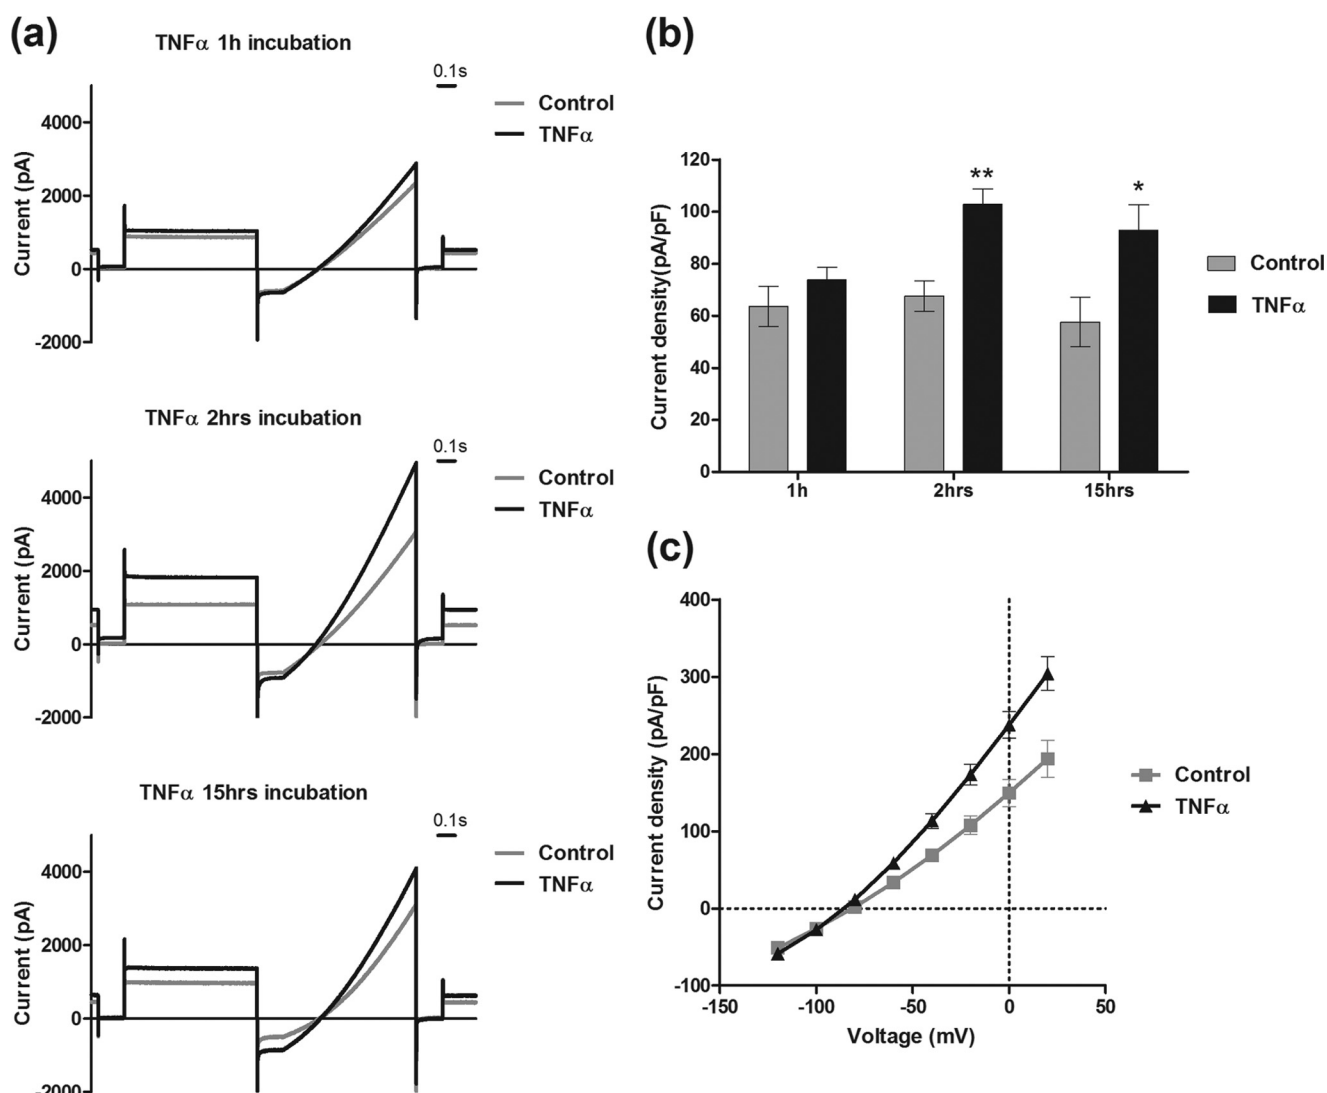 (a)
TNFα 1h incubation
0.1s
Control
TNFα
4000
2000
0
-2000
Current (pA)
TNFα 2hrs incubation
0.1s
Control
TNFα
4000
2000
0
-2000
Current (pA)
TNFα 15hrs incubation
0.1s
Control
TNFα
4000
2000
0
-2000
Current (pA)
(b)
120
100
80
60
40
20
0
Current density(pA/pF)
**
*
1h
2hrs
15hrs
Control
TNFα
(c)
400
300
200
100
0
-100
Current density (pA/pF)
-150
-100
-50
0
50
Voltage (mV)
Control
TNFα